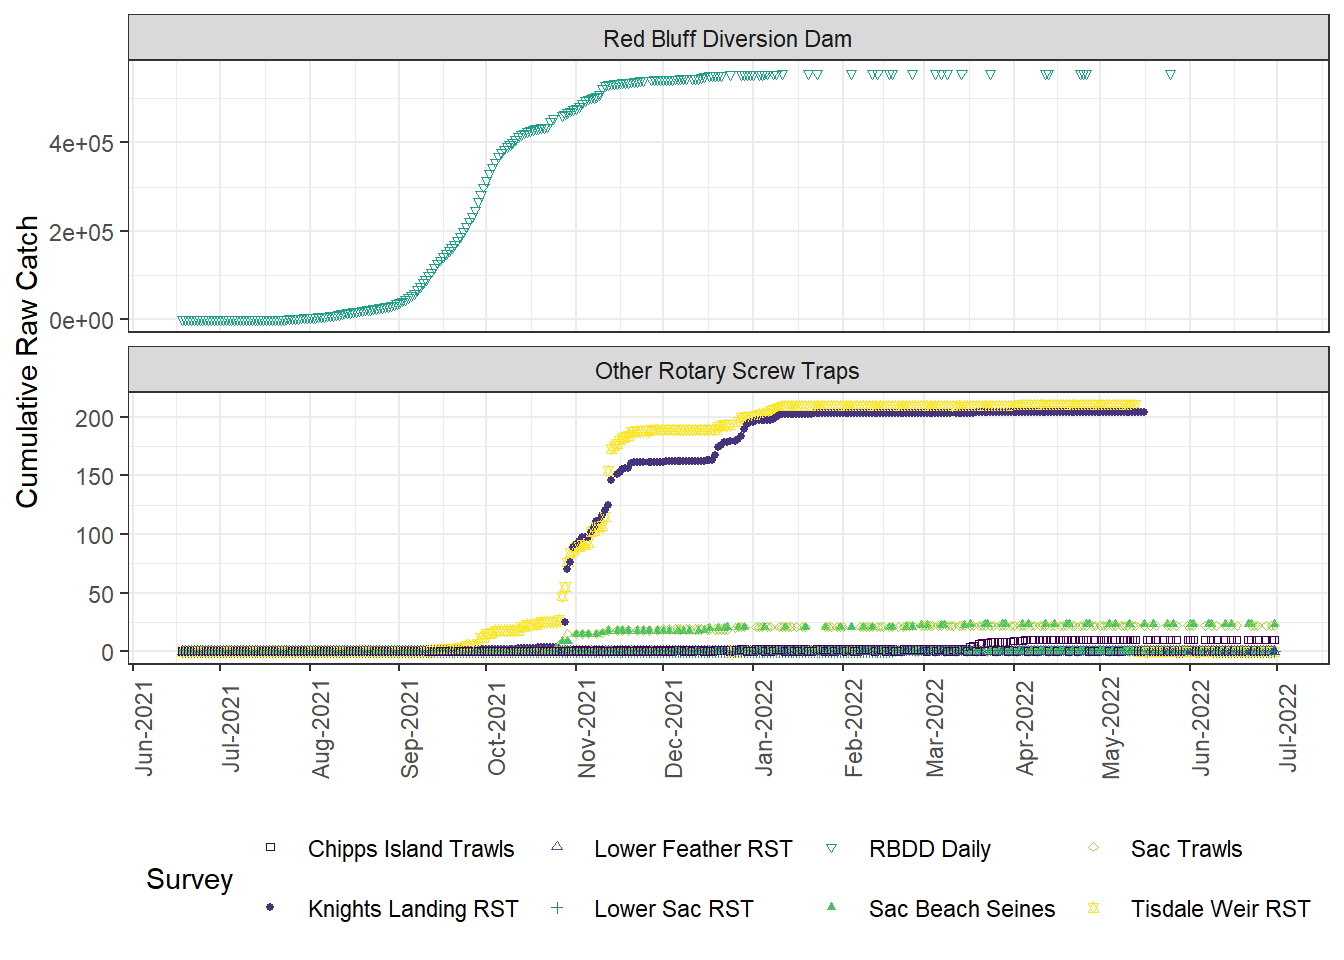 Red Bluff Diversion Dam
4e+05
2e+05
0e+00
Cumulative Raw Catch
Other Rotary Screw Traps
200
150
100
50
0
Jun-2021 Jul-2021 Aug-2021 Sep-2021 Oct-2021 Nov-2021 Dec-2021 Jan-2022 Feb-2022 Mar-2022 Apr-2022 May-2022 Jun-2022 Jul-2022
Survey
Chipps Island Trawls Lower Feather RST RBDD Daily Sac Trawls
Knights Landing RST Lower Sac RST Sac Beach Seines Tisdale Weir RST